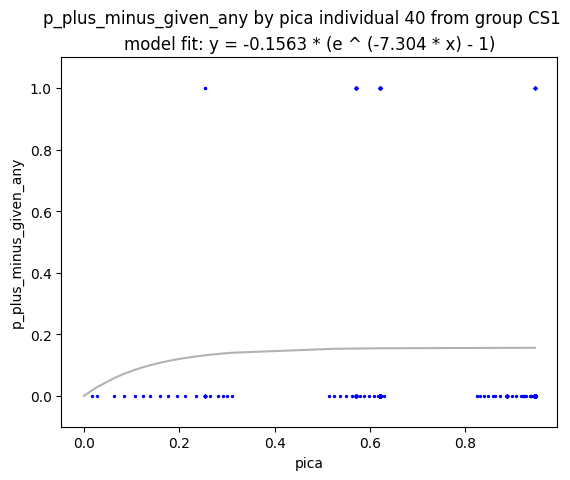 p_plus_minus_given_any by pica individual 40 from group CS1
model fit: y = -0.1563 * (e ^ (-7.304 * x) - 1)
1.0
0.8
0.6
0.4
0.2
0.0
p_plus_minus_given_any
0.0 0.2 0.4 0.6 0.8
pica